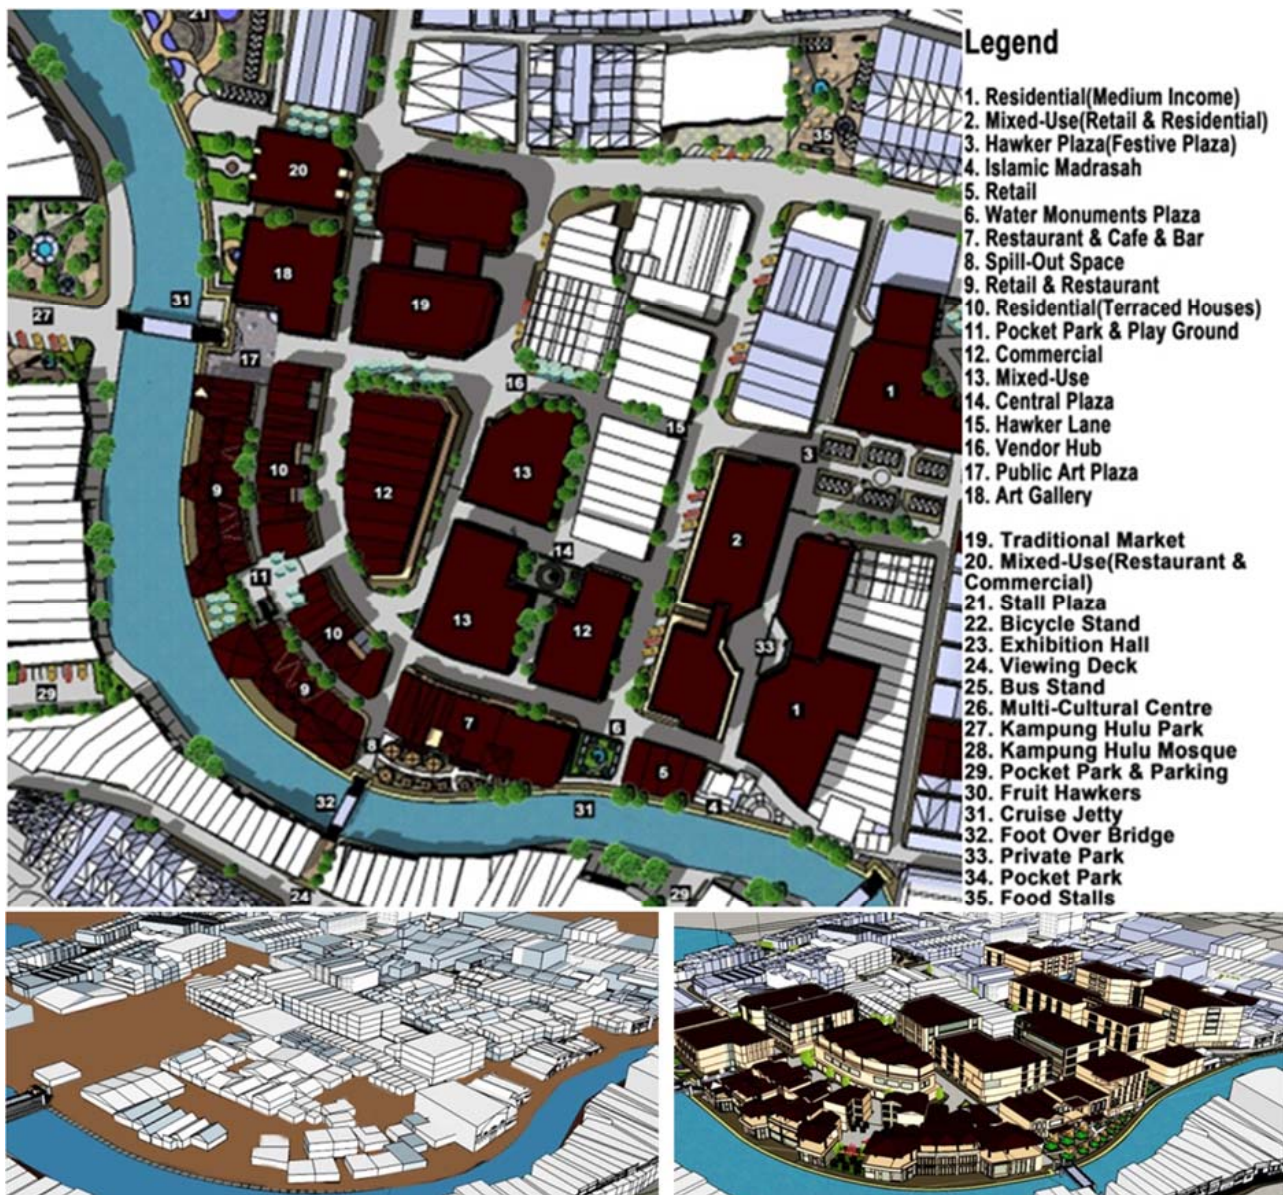 21
20
35
18
31
19
27
17
16
1
15
3
9
10
12
13
2
14
11
10
13
12
33
29
9
7
6
1
8
5
32
31
4
24
29
Legend
1. Residential(Medium Income)
2. Mixed-Use(Retail & Residential)
3. Hawker Plaza(Festive Plaza)
4. Islamic Madrasah
5. Retail
6. Water Monuments Plaza
7. Restaurant & Cafe & Bar
8. Spill-Out Space
9. Retail & Restaurant
10. Residential(Terraced Houses)
11. Pocket Park & Play Ground
12. Commercial
13. Mixed-Use
14. Central Plaza
15. Hawker Lane
16. Vendor Hub
17. Public Art Plaza
18. Art Gallery
19. Traditional Market
20. Mixed-Use(Restaurant &
Commercial)
21. Stall Plaza
22. Bicycle Stand
23. Exhibition Hall
24. Viewing Deck
25. Bus Stand
26. Multi-Cultural Centre
27. Kampung Hulu Park
28. Kampung Hulu Mosque
29. Pocket Park & Parking
30. Fruit Hawkers
31. Cruise Jetty
32. Foot Over Bridge
33. Private Park
34. Pocket Park
35. Food Stalls